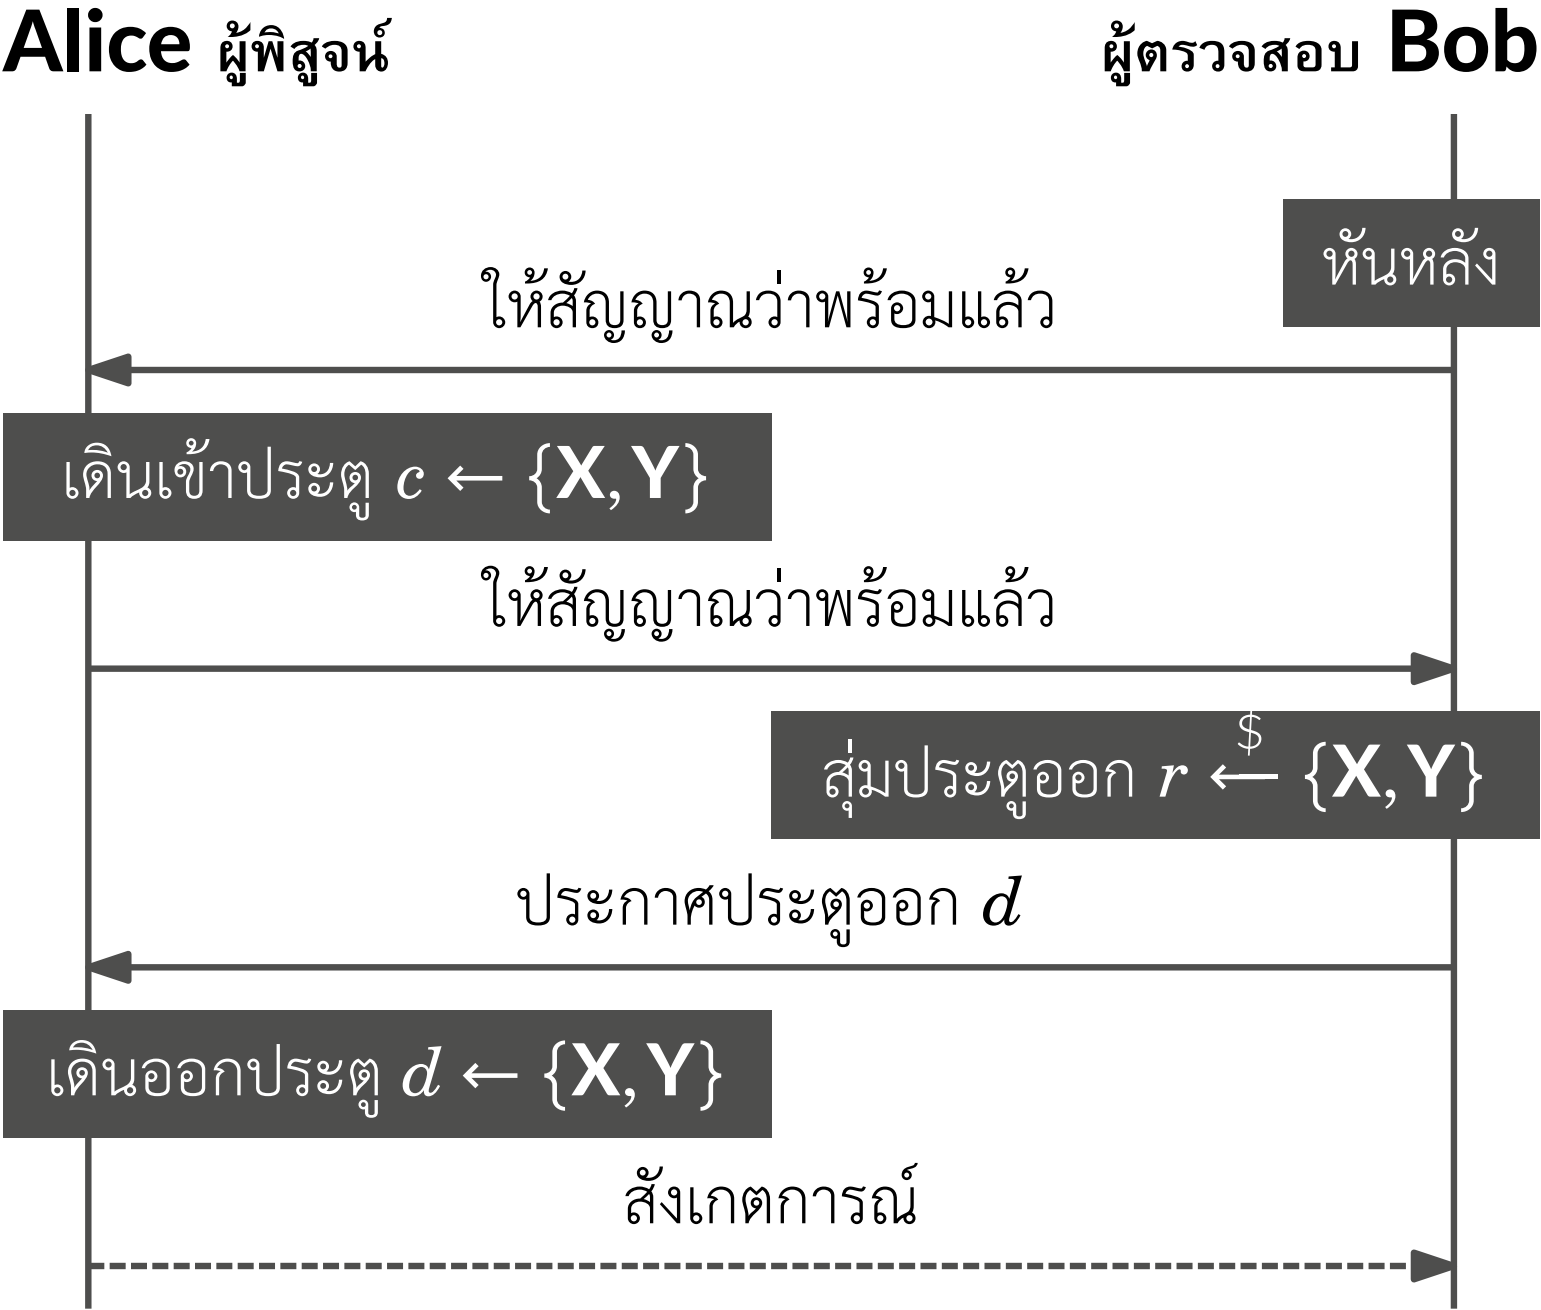 Alice ผู้พิสูจน์
ผู้ตรวจสอบ Bob
หันหลัง
ให้สัญญาณว่าพร้อมแล้ว
เดินเข้าประตู c ← {X, Y}
ให้สัญญาณว่าพร้อมแล้ว
สุ่มประตูออก r <-$- {X, Y}
ประกาศประตูออก d
เดินออกประตู d ← {X, Y}
สังเกตการณ์